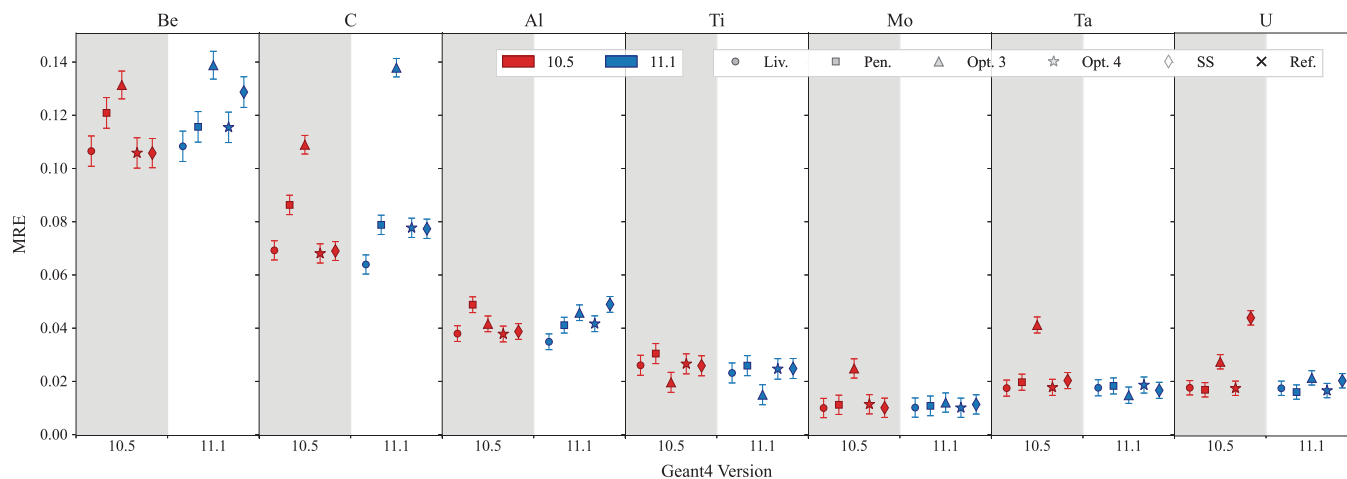 Be C Al Ti Mo Ta U
10.5 11.1 Liv. Pen. Opt. 3 Opt. 4 SS Ref.
0.14
0.12
0.10
0.08
0.06
0.04
0.02
0.00
MRE
10.5 11.1 10.5 11.1 10.5 11.1 10.5 11.1 10.5 11.1 10.5 11.1 10.5 11.1
Geant4 Version